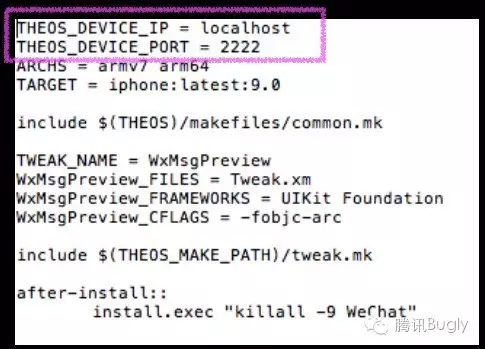 THEOS_DEVICE_IP = localhost
THEOS_DEVICE_PORT = 2222
ARCHS = armv7 arm64
TARGET = iphone:latest:9.0
include $(THEOS)/makefiles/common.mk
TWEAK_NAME = WxMsgPreview
WxMsgPreview_FILES = Tweak.xm
WxMsgPreview_FRAMEWORKS = UIKit Foundation
WxMsgPreview_CFLAGS = -fobjc-arc
include $(THEOS_MAKE_PATH)/tweak.mk
after-install::
install.exec "killall -9 WeChat"
腾讯Bugly